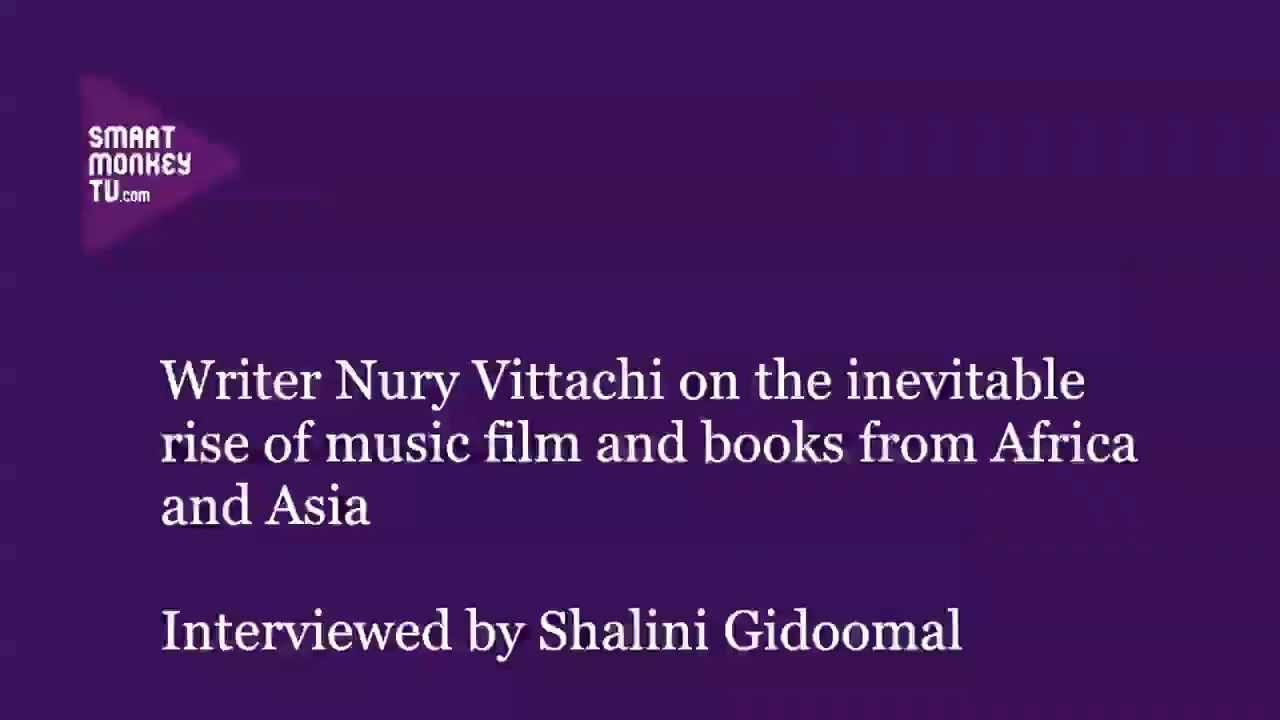 SMAAT
MONKEY
TV.com
Writer Nury Vittachi on the inevitable
rise of music film and books from Africa
and Asia
Interviewed by Shalini Gidoomal